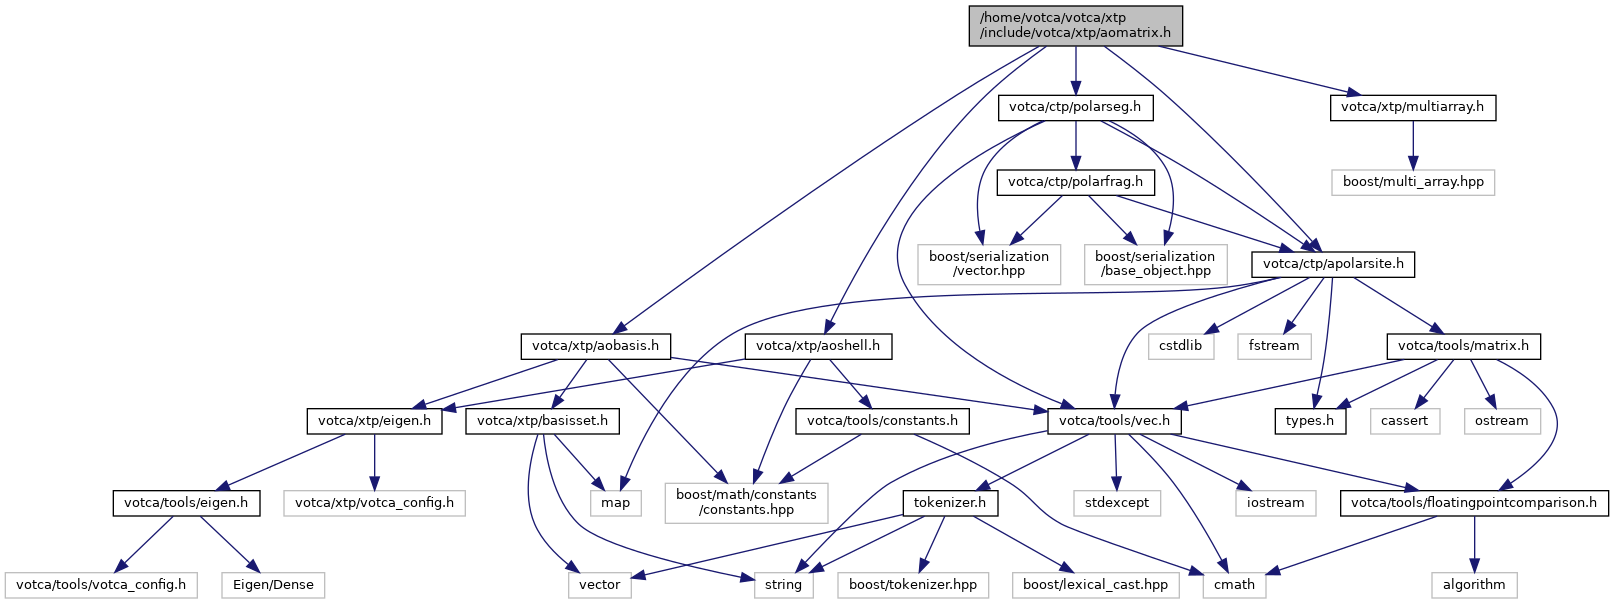 /home/votca/votca/xtp
/include/votca/xtp/aomatrix.h
votca/ctp/polarseg.h
votca/xtp/multiarray.h
votca/ctp/polarfrag.h
boost/multi_array.hpp
boost/serialization
/vector.hpp
boost/serialization
/base_object.hpp
votca/ctp/apolarsite.h
votca/xtp/aobasis.h
votca/xtp/aoshell.h
cstdlib
fstream
votca/tools/matrix.h
votca/xtp/eigen.h
votca/xtp/basisset.h
votca/tools/constants.h
votca/tools/vec.h
types.h
cassert
ostream
votca/tools/eigen.h
votca/xtp/votca_config.h
map
boost/math/constants
/constants.hpp
tokenizer.h
stdexcept
iostream
votca/tools/floatingpointcomparison.h
votca/tools/votca_config.h
Eigen/Dense
vector
string
boost/tokenizer.hpp
boost/lexical_cast.hpp
cmath
algorithm